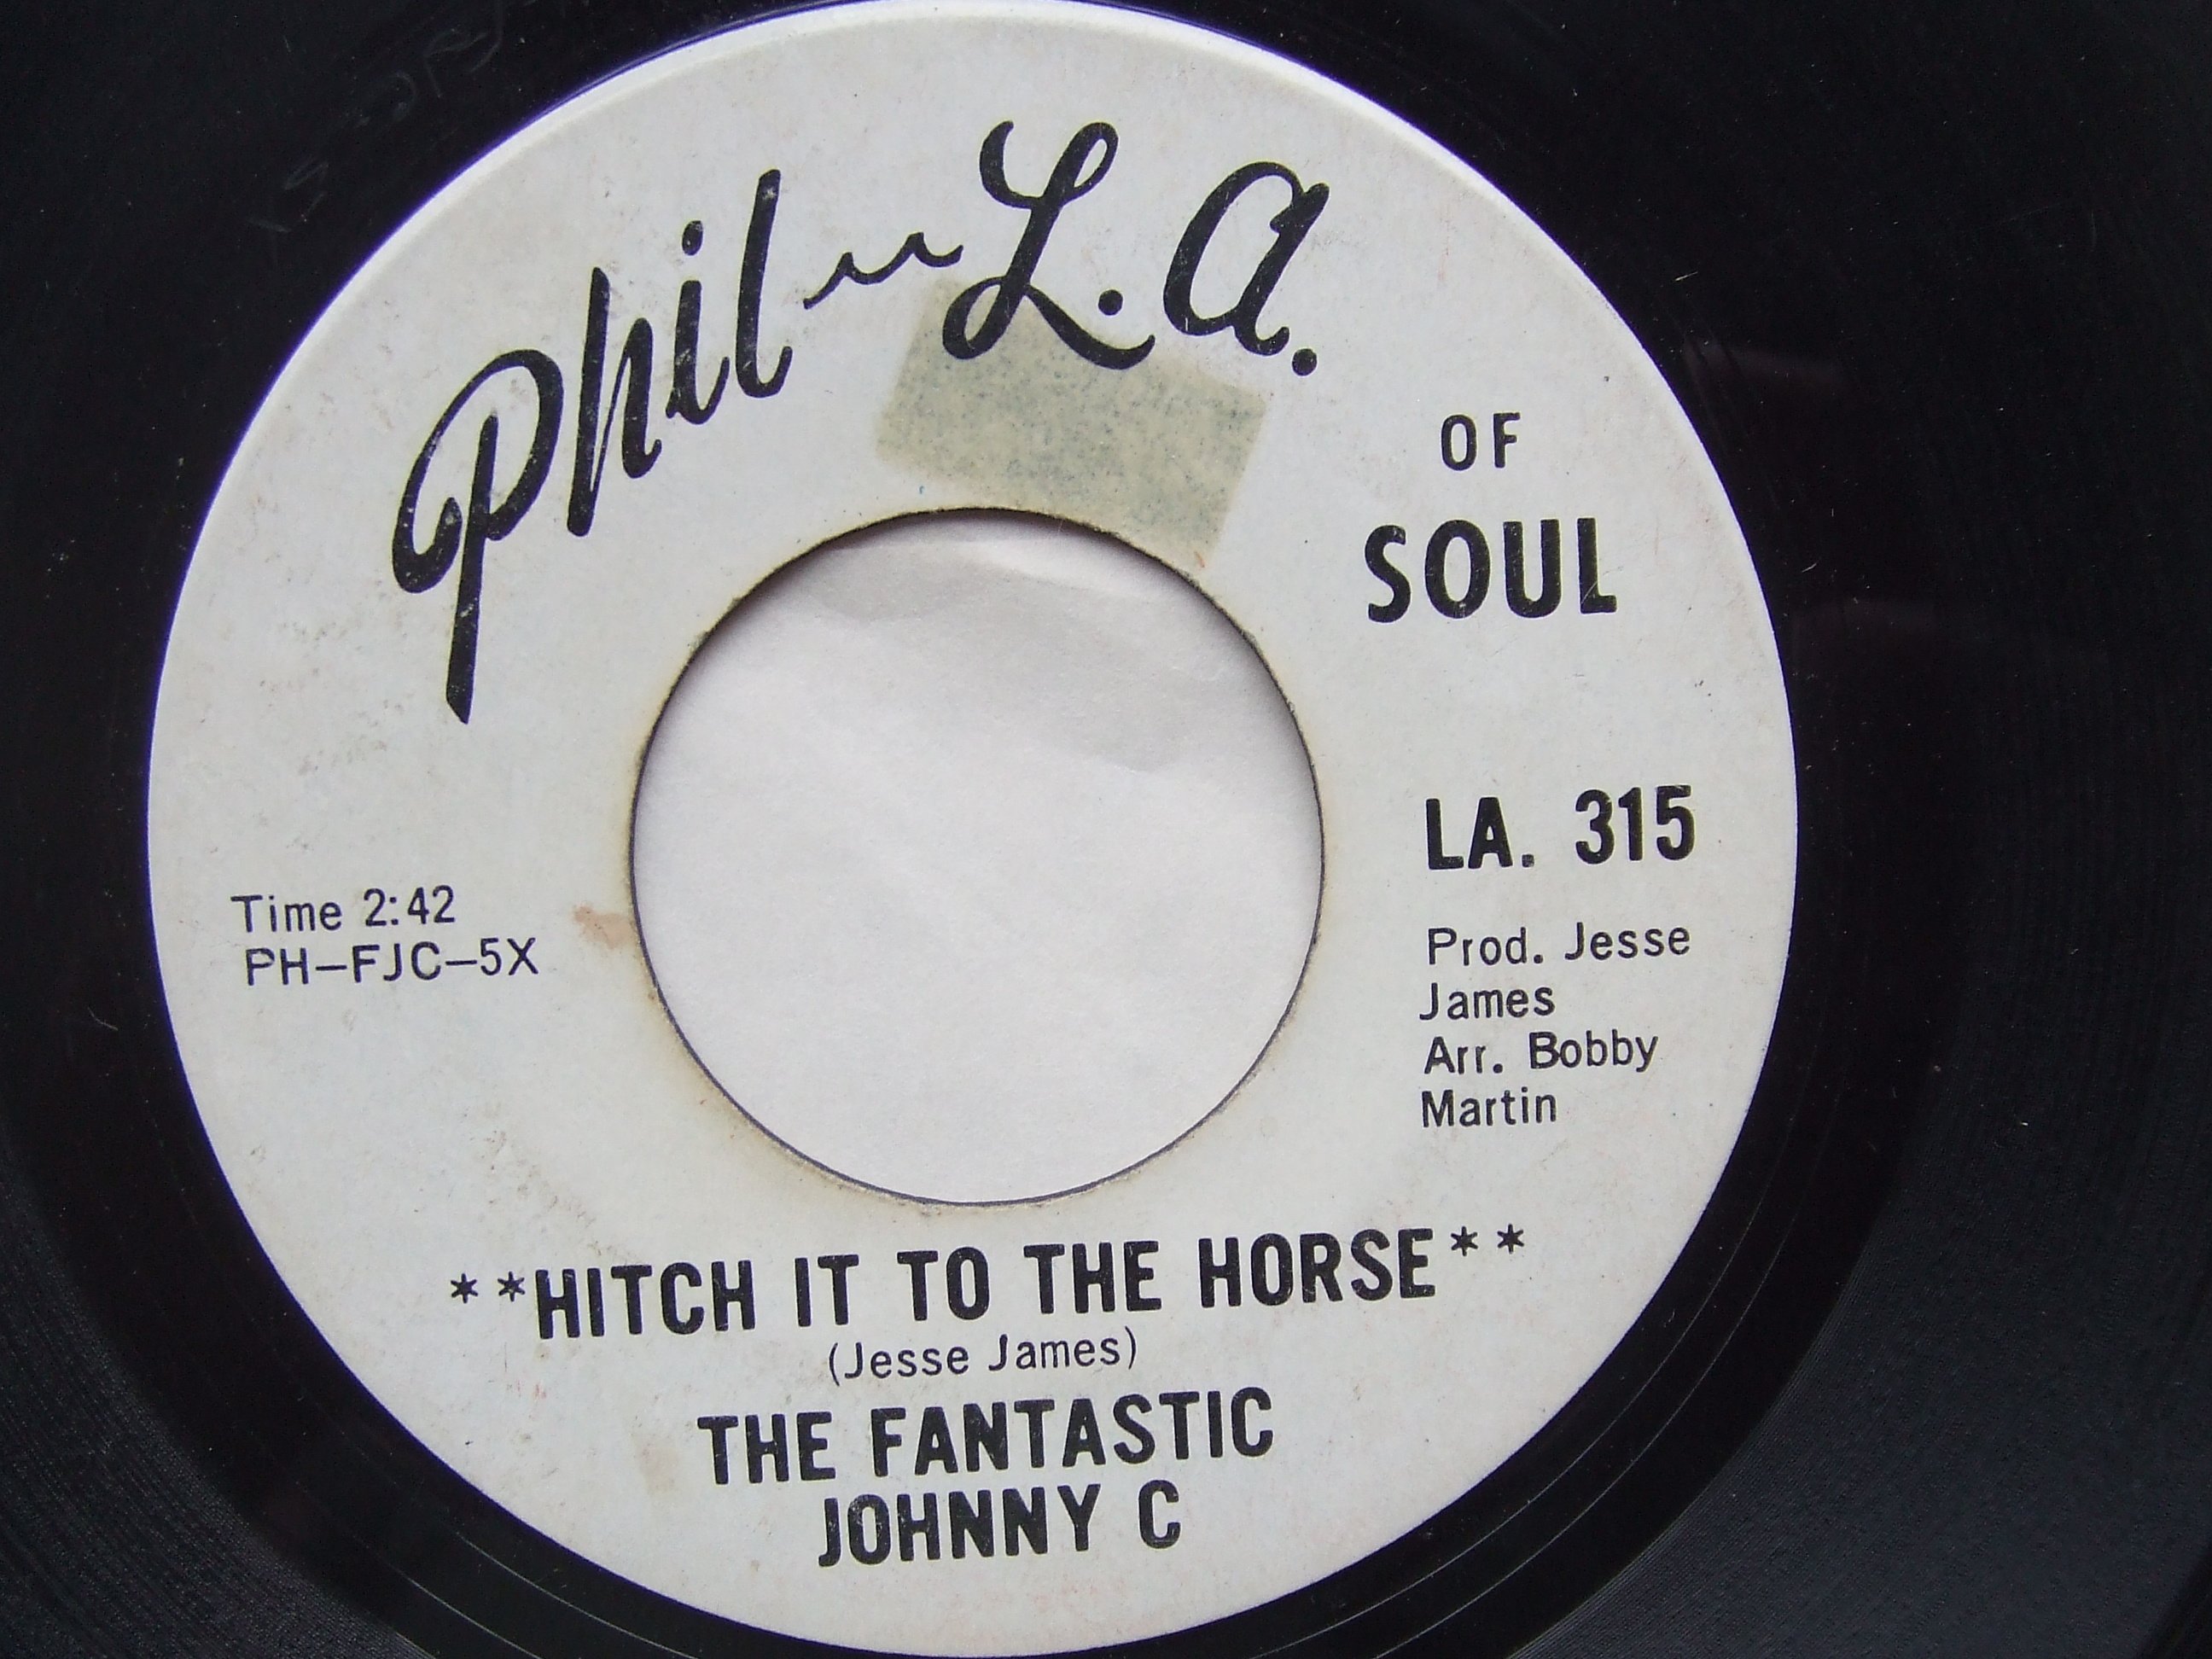 Phil~L.A.
OF
SOUL
LA. 315
Time 2:42
PH-FJC-5X
Prod. Jesse
James
Arr. Bobby
Martin
**HITCH IT TO THE HORSE**
(Jesse James)
THE FANTASTIC
JOHNNY C